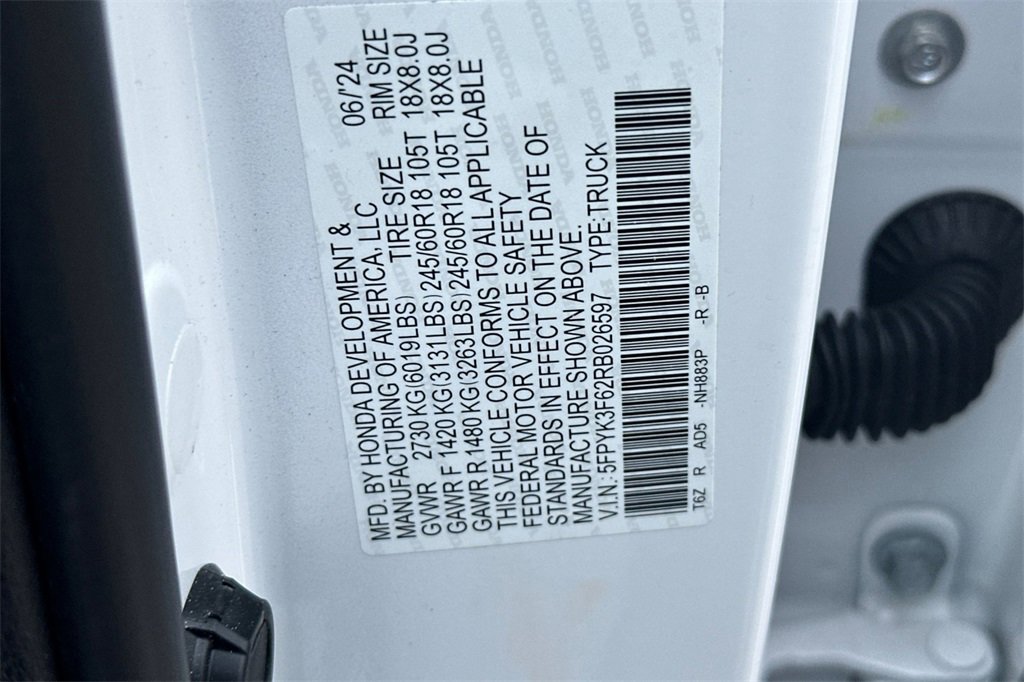 MFD. BY HONDA DEVELOPMENT & 06/'24
MANUFACTURING OF AMERICA, LLC
TIRE SIZE RIM SIZE
GVWR 2730 KG(6019LBS)
GAWR F 1420 KG(3131LBS) 245/60R18 105T 18X8.0J
GAWR R 1480 KG(3263LBS) 245/60R18 105T 18X8.0J
THIS VEHICLE CONFORMS TO ALL APPLICABLE
FEDERAL MOTOR VEHICLE SAFETY
STANDARDS IN EFFECT ON THE DATE OF
MANUFACTURE SHOWN ABOVE.
V.I.N.:5FPYK3F62RB026597 TYPE:TRUCK
T6Z R AD5 -NH883P -R -B
HONDA